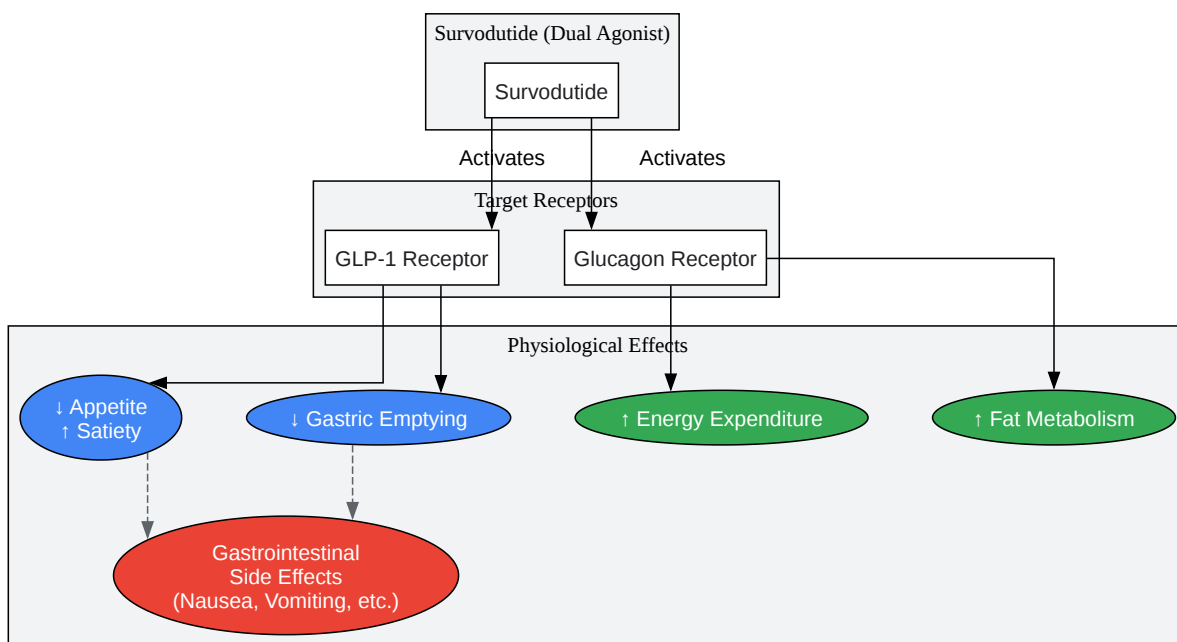 Survodutide (Dual Agonist)
Survodutide
Activates
Activates
Target Receptors
GLP-1 Receptor
Glucagon Receptor
Physiological Effects
↓ Appetite
↑ Satiety
↓ Gastric Emptying
↑ Energy Expenditure
↑ Fat Metabolism
Gastrointestinal
Side Effects
(Nausea, Vomiting, etc.)